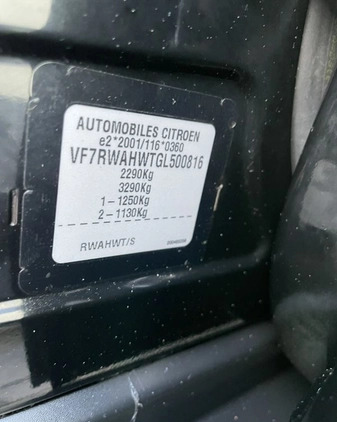 AUTOMOBILES CITROEN
e2*2001/116*0360
VF7RWAHWTGL500816
2290Kg
3290Kg
1-1250Kg
2-1130Kg
RWAHWT/S